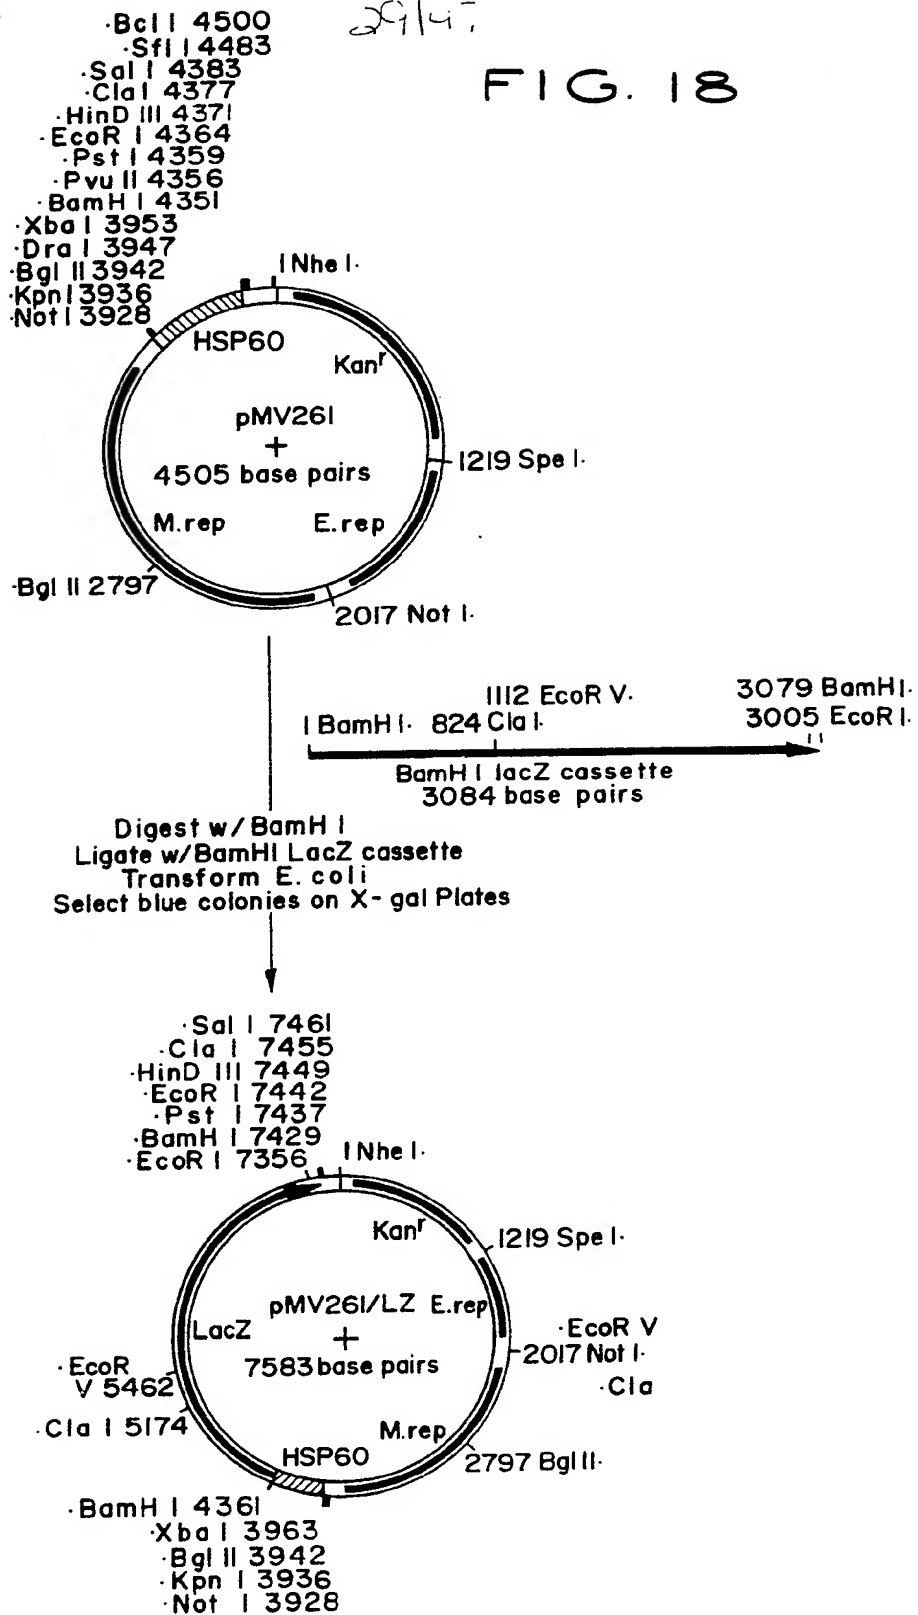 ·Bcl I 4500
·Sfi I 4483
·Sal I 4383
·Cla I 4377
·HinD III 4371
·EcoR I 4364
·Pst I 4359
·Pvu II 4356
·BamH I 4351
·Xba I 3953
·Dra I 3947
·Bgl II 3942
·Kpn I 3936
·Not I 3928
FIG. 18
1 Nhe I·
HSP60
Kanʳ
pMV261
+
4505 base pairs
1219 Spe I·
M.rep
E.rep
·Bgl II 2797
2017 Not I·
1112 EcoR V·
3079 BamH I·
1 BamH I· 824 Cla I·
3005 EcoR I·
BamH I lacZ cassette
3084 base pairs
Digest w/BamH I
Ligate w/BamHI LacZ cassette
Transform E. coli
Select blue colonies on X-gal Plates
·Sal I 7461
·Cla I 7455
·HinD III 7449
·EcoR I 7442
·Pst I 7437
·BamH I 7429
·EcoR I 7356
1 Nhe I·
Kanʳ
1219 Spe I·
pMV261/LZ
E.rep
LacZ
+
7583 base pairs
·EcoR V
2017 Not I·
·Cla
·EcoR
V 5462
·Cla I 5174
M.rep
HSP60
2797 Bgl II·
·BamH I 4361
·Xba I 3963
·Bgl II 3942
·Kpn I 3936
·Not I 3928